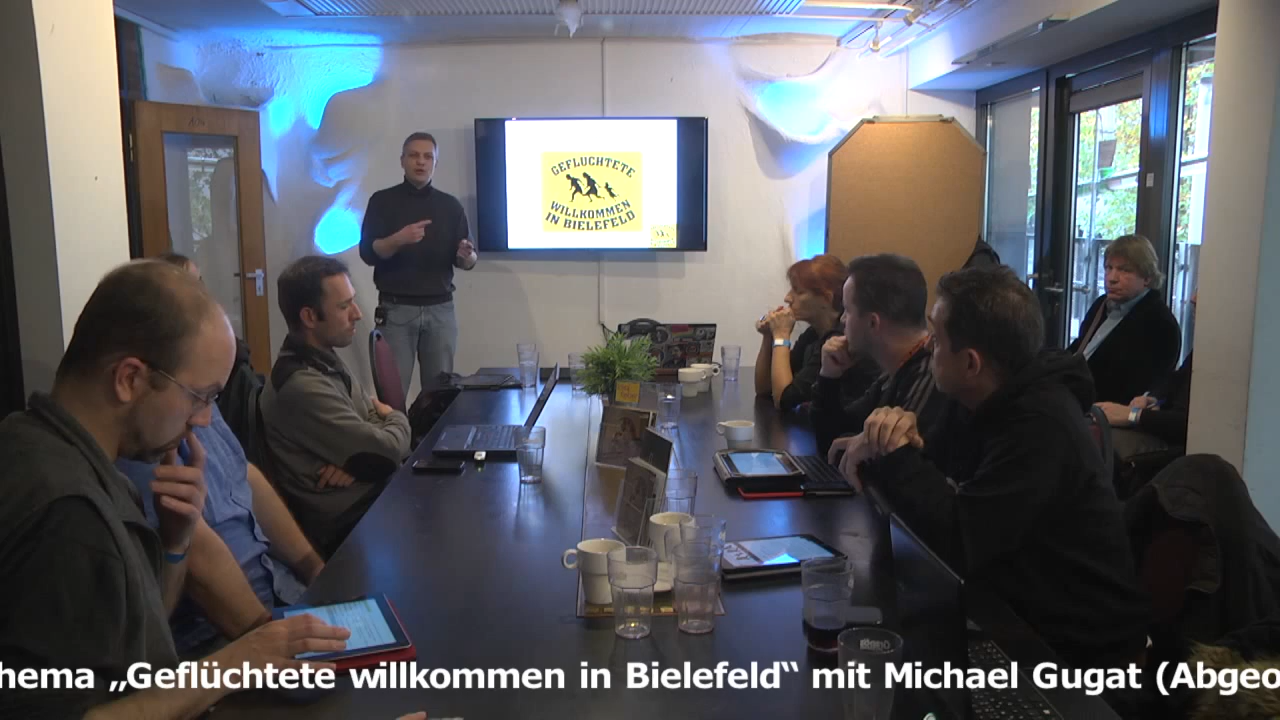 GEFLÜCHTETE
WILLKOMMEN
IN BIELEFELD
hema „Geflüchtete willkommen in Bielefeld“ mit Michael Gugat (Abgeo